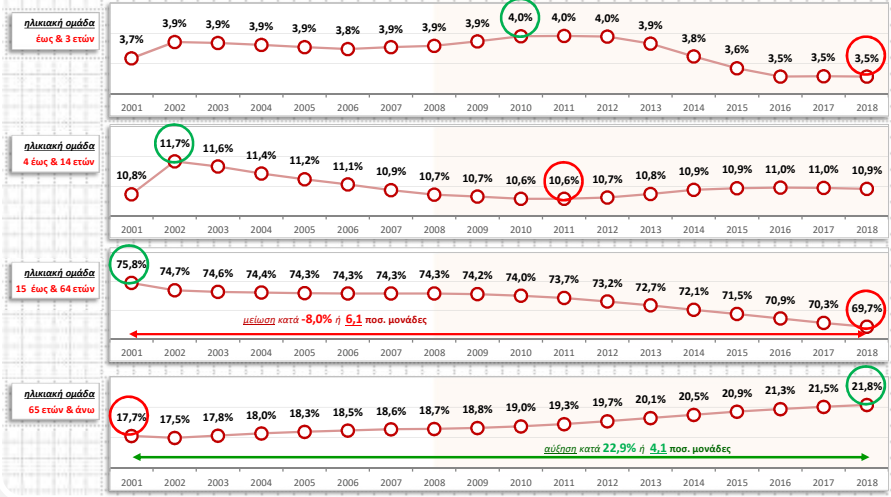 ηλικιακή ομάδα
έως & 3 ετών
3,7% 3,9% 3,9% 3,9% 3,9% 3,8% 3,9% 3,9% 3,9% 4,0% 4,0% 4,0% 3,9% 3,8% 3,6% 3,5% 3,5% 3,5%
2001 2002 2003 2004 2005 2006 2007 2008 2009 2010 2011 2012 2013 2014 2015 2016 2017 2018
ηλικιακή ομάδα
4 έως & 14 ετών
10,8% 11,7% 11,6% 11,4% 11,2% 11,1% 10,9% 10,7% 10,7% 10,6% 10,6% 10,7% 10,8% 10,9% 10,9% 11,0% 11,0% 10,9%
2001 2002 2003 2004 2005 2006 2007 2008 2009 2010 2011 2012 2013 2014 2015 2016 2017 2018
ηλικιακή ομάδα
15 έως & 64 ετών
75,8% 74,7% 74,6% 74,4% 74,3% 74,3% 74,3% 74,3% 74,2% 74,0% 73,7% 73,2% 72,7% 72,1% 71,5% 70,9% 70,3% 69,7%
μείωση κατά -8,0% ή 6,1 ποσ. μονάδες
2001 2002 2003 2004 2005 2006 2007 2008 2009 2010 2011 2012 2013 2014 2015 2016 2017 2018
ηλικιακή ομάδα
65 ετών & άνω
17,7% 17,5% 17,8% 18,0% 18,3% 18,5% 18,6% 18,7% 18,8% 19,0% 19,3% 19,7% 20,1% 20,5% 20,9% 21,3% 21,5% 21,8%
αύξηση κατά 22,9% ή 4,1 ποσ. μονάδες
2001 2002 2003 2004 2005 2006 2007 2008 2009 2010 2011 2012 2013 2014 2015 2016 2017 2018